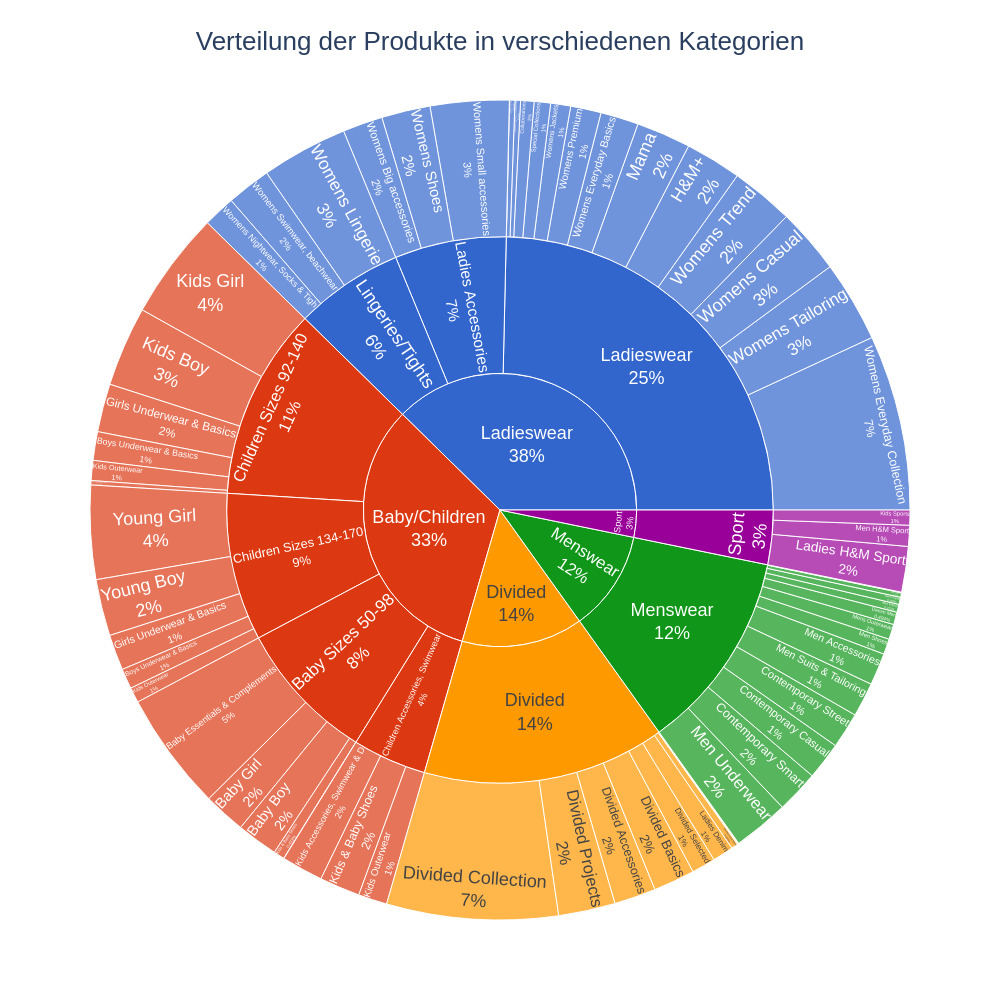 Verteilung der Produkte in verschiedenen Kategorien
Ladieswear
38%
Baby/Children
33%
Divided
14%
Menswear
12%
Sport
3%
Ladieswear
25%
Ladies Accessories
7%
Lingeries/Tights
6%
Children Sizes 92-140
11%
Children Sizes 134-170
9%
Baby Sizes 50-98
8%
Children Accessories, Swimwear
4%
Divided
14%
Menswear
12%
Sport
3%
Womens Everyday Collection
7%
Womens Tailoring
3%
Womens Casual
3%
Womens Trend
2%
H&M+
2%
Mama
2%
Womens Everyday Basics
1%
Womens Premium
1%
Womens Jackets
1%
Special Collection
1%
Womens Small accessories
3%
Womens Shoes
2%
Womens Big accessories
2%
Womens Lingerie
3%
Womens Swimwear, beachwear
2%
Womens Nightwear, Socks & Tigh
1%
Kids Girl
4%
Kids Boy
3%
Girls Underwear & Basics
2%
Boys Underwear & Basics
1%
Kids Outerwear
1%
Young Girl
4%
Young Boy
2%
Girls Underwear & Basics
1%
Boys Underwear & Basics
1%
Kids Outerwear
1%
Baby Essentials & Complements
5%
Baby Girl
2%
Baby Boy
2%
Kids Accessories, Swimwear & D
2%
Kids & Baby Shoes
2%
Kids Outerwear
1%
Divided Collection
7%
Divided Projects
2%
Divided Accessories
2%
Divided Basics
2%
Divided Selected
1%
Ladies Denim
1%
Men Underwear
2%
Contemporary Smart
2%
Contemporary Casual
1%
Contemporary Street
1%
Men Suits & Tailoring
1%
Men Accessories
1%
Men Shoes
1%
Mens Outerwear
1%
Ladies H&M Sport
2%
Men H&M Sport
1%
Kids Sports
1%